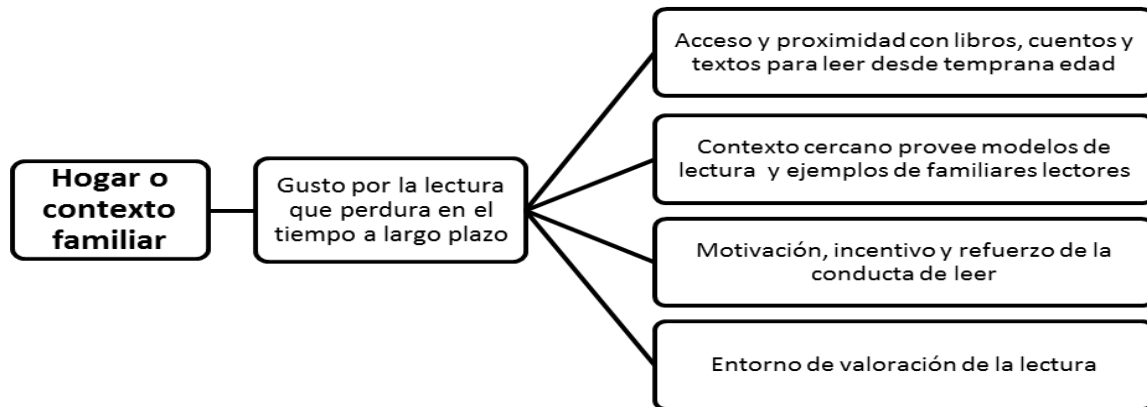 Hogar o
contexto
familiar
Gusto por la lectura
que perdura en el
tiempo a largo plazo
Acceso y proximidad con libros, cuentos y
textos para leer desde temprana edad
Contexto cercano provee modelos de
lectura y ejemplos de familiares lectores
Motivación, incentivo y refuerzo de la
conducta de leer
Entorno de valoración de la lectura